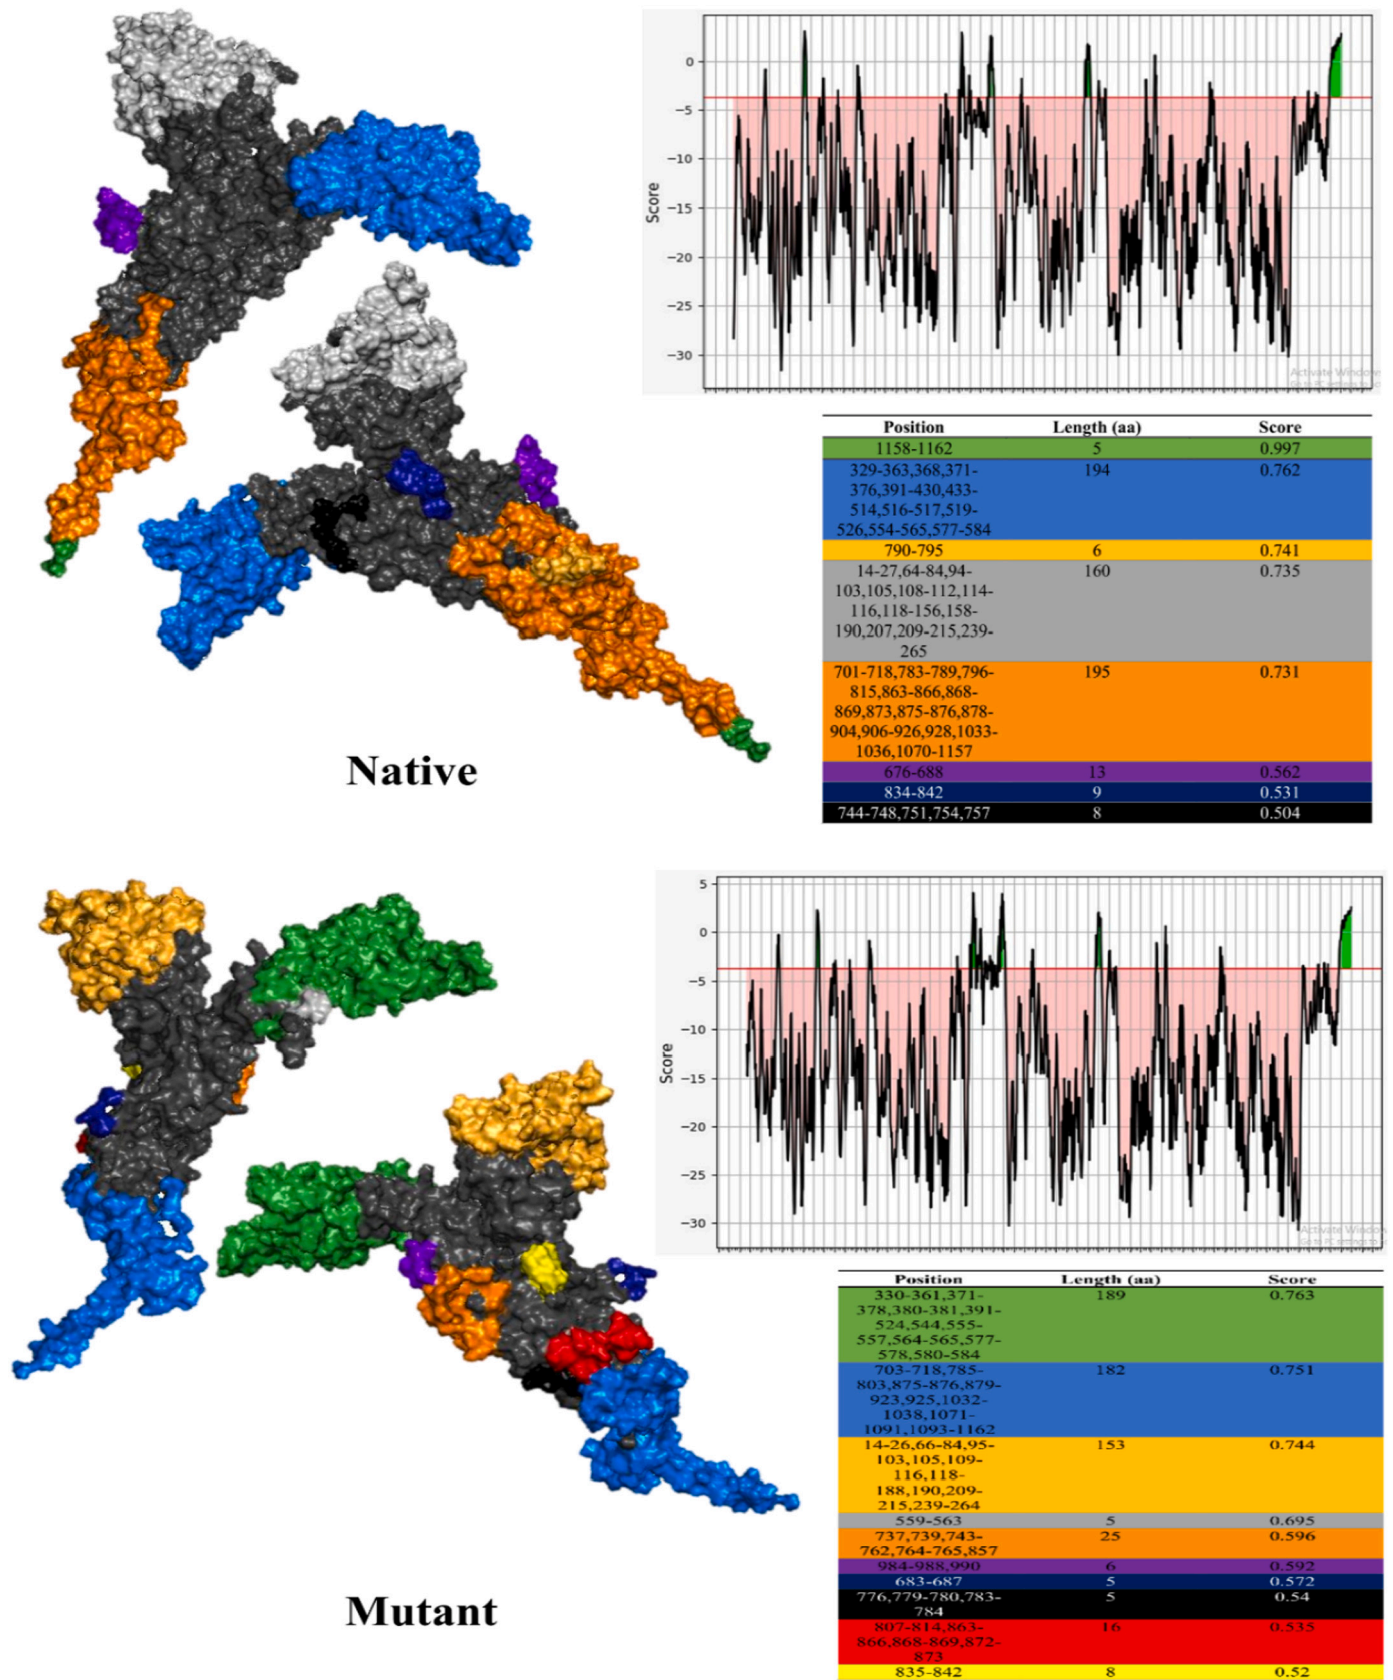 0
−5
−10
−15
−20
−25
−30
Score
Activate Windows
Position Length (aa) Score
1158-1162 5 0.997
329-363,368,371- 194 0.762
376,391-430,433-
514,516-517,519-
526,554-565,577-584
790-795 6 0.741
14-27,64-84,94- 160 0.735
103,105,108-112,114-
116,118-156,158-
190,207,209-215,239-
265
701-718,783-789,796- 195 0.731
815,863-866,868-
869,873,875-876,878-
904,906-926,928,1033-
1036,1070-1157
676-688 13 0.562
834-842 9 0.531
744-748,751,754,757 8 0.504
Native
5
0
−5
−10
−15
−20
−25
−30
Score
Activate Windows
Position Length (aa) Score
330-361,371- 189 0.763
378,380-381,391-
524,544,555-
557,564-565,577-
578,580-584
703-718,785- 182 0.751
803,875-876,879-
923,925,1032-
1038,1071-
1091,1093-1162
14-26,66-84,95- 153 0.744
103,105,109-
116,118-
188,190,209-
215,239-264
559-563 5 0.695
737,739,743- 25 0.596
762,764-765,857
984-988,990 6 0.592
683-687 5 0.572
776,779-780,783- 5 0.54
784
807-814,863- 16 0.535
866,868-869,872-
873
835-842 8 0.52
Mutant